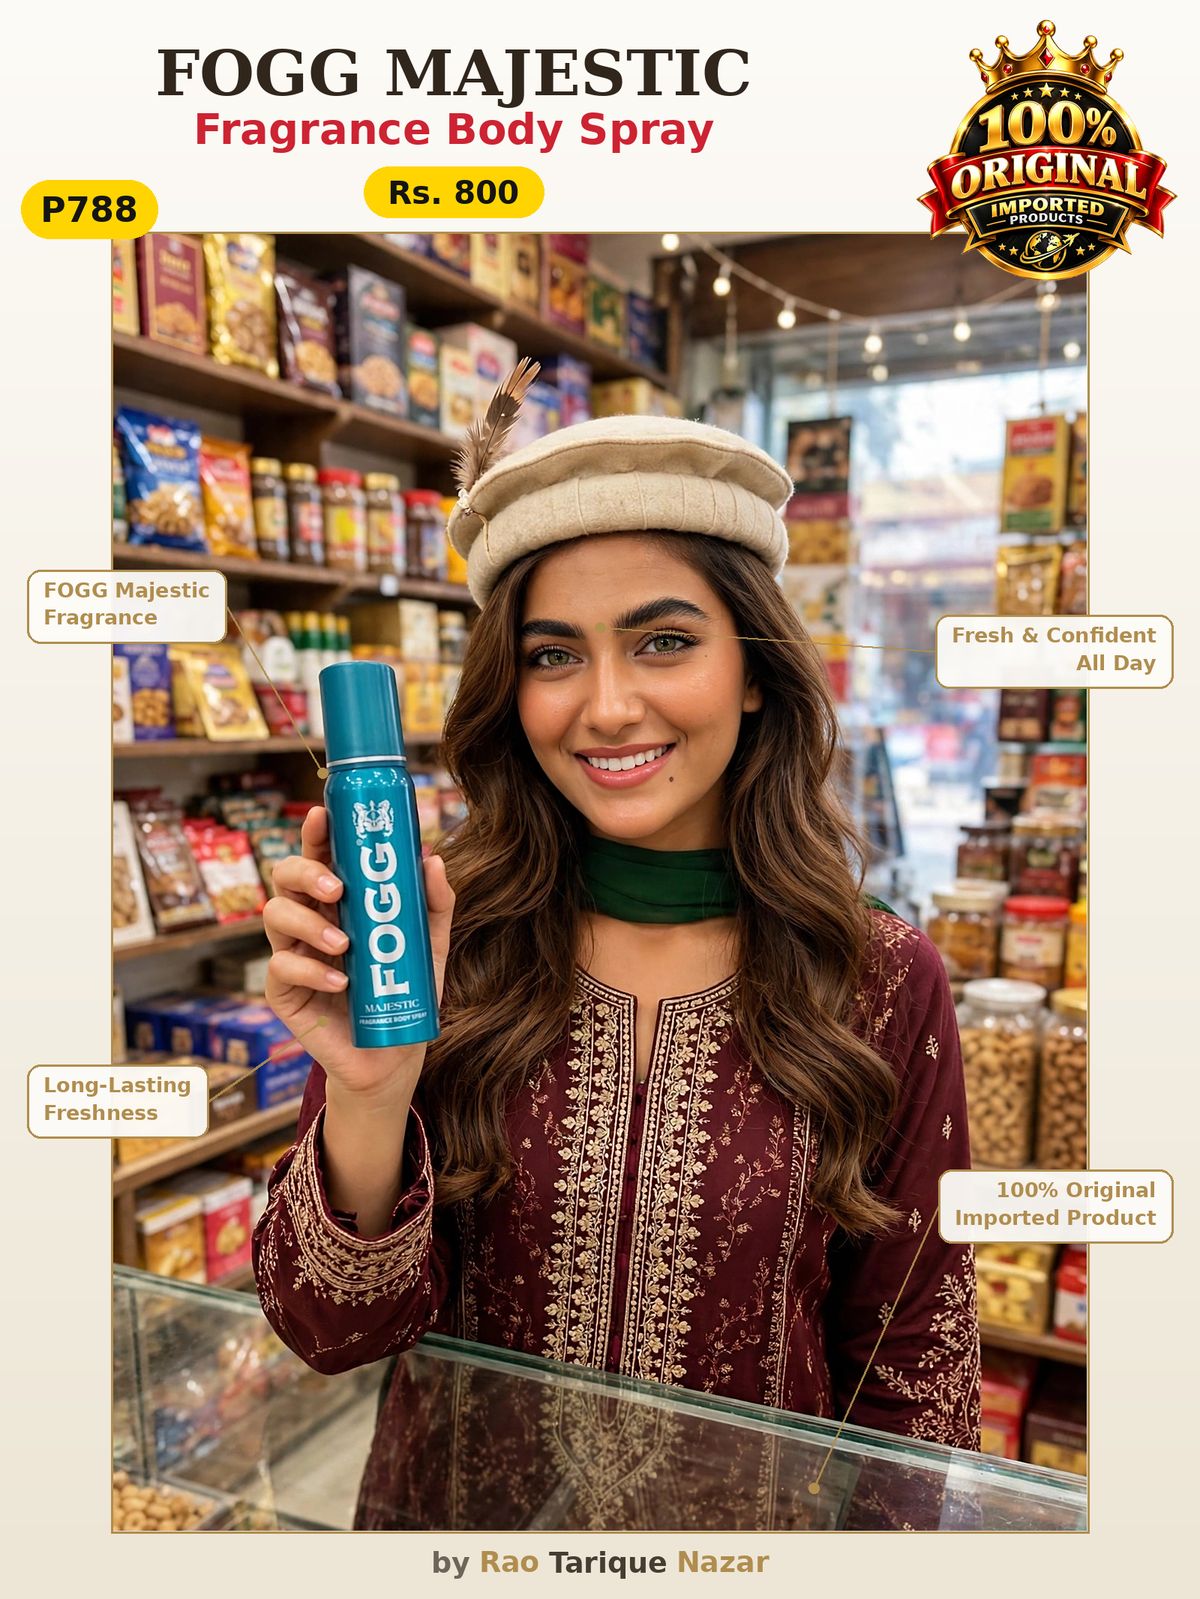 FOGG MAJESTIC
Fragrance Body Spray
Rs. 800
P788
100%
ORIGINAL
IMPORTED
PRODUCTS
FOGG Majestic
Fragrance
Fresh & Confident
All Day
FOGG
MAJESTIC
FRAGRANCE BODY SPRAY
Long-Lasting
Freshness
100% Original
Imported Product
by Rao Tarique Nazar